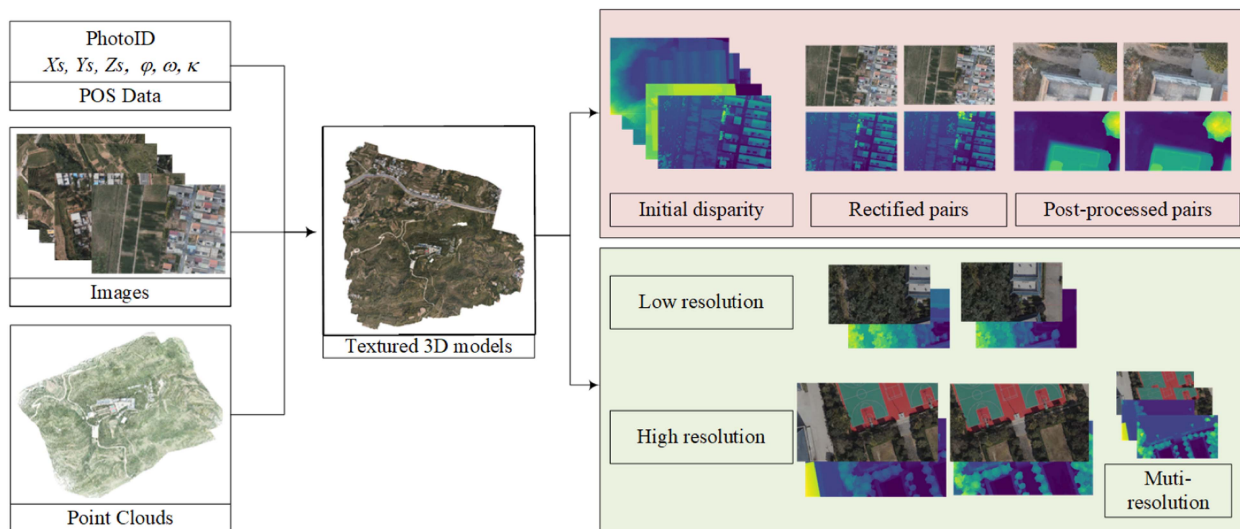 PhotoID
Xs, Ys, Zs, φ, ω, κ
POS Data
Images
Point Clouds
Textured 3D models
Initial disparity
Rectified pairs
Post-processed pairs
Low resolution
High resolution
Muti-
resolution